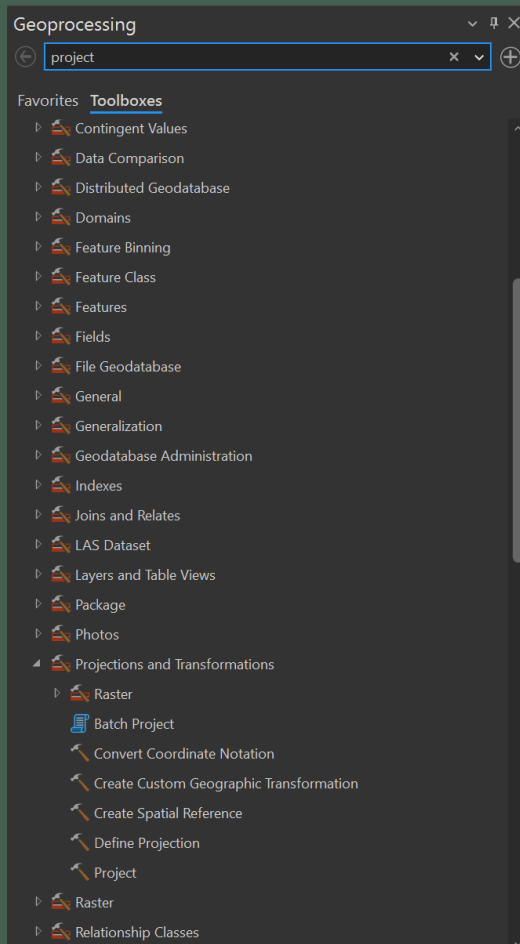 Geoprocessing
project
Favorites Toolboxes
Contingent Values
Data Comparison
Distributed Geodatabase
Domains
Feature Binning
Feature Class
Features
Fields
File Geodatabase
General
Generalization
Geodatabase Administration
Indexes
Joins and Relates
LAS Dataset
Layers and Table Views
Package
Photos
Projections and Transformations
Raster
Batch Project
Convert Coordinate Notation
Create Custom Geographic Transformation
Create Spatial Reference
Define Projection
Project
Raster
Relationship Classes